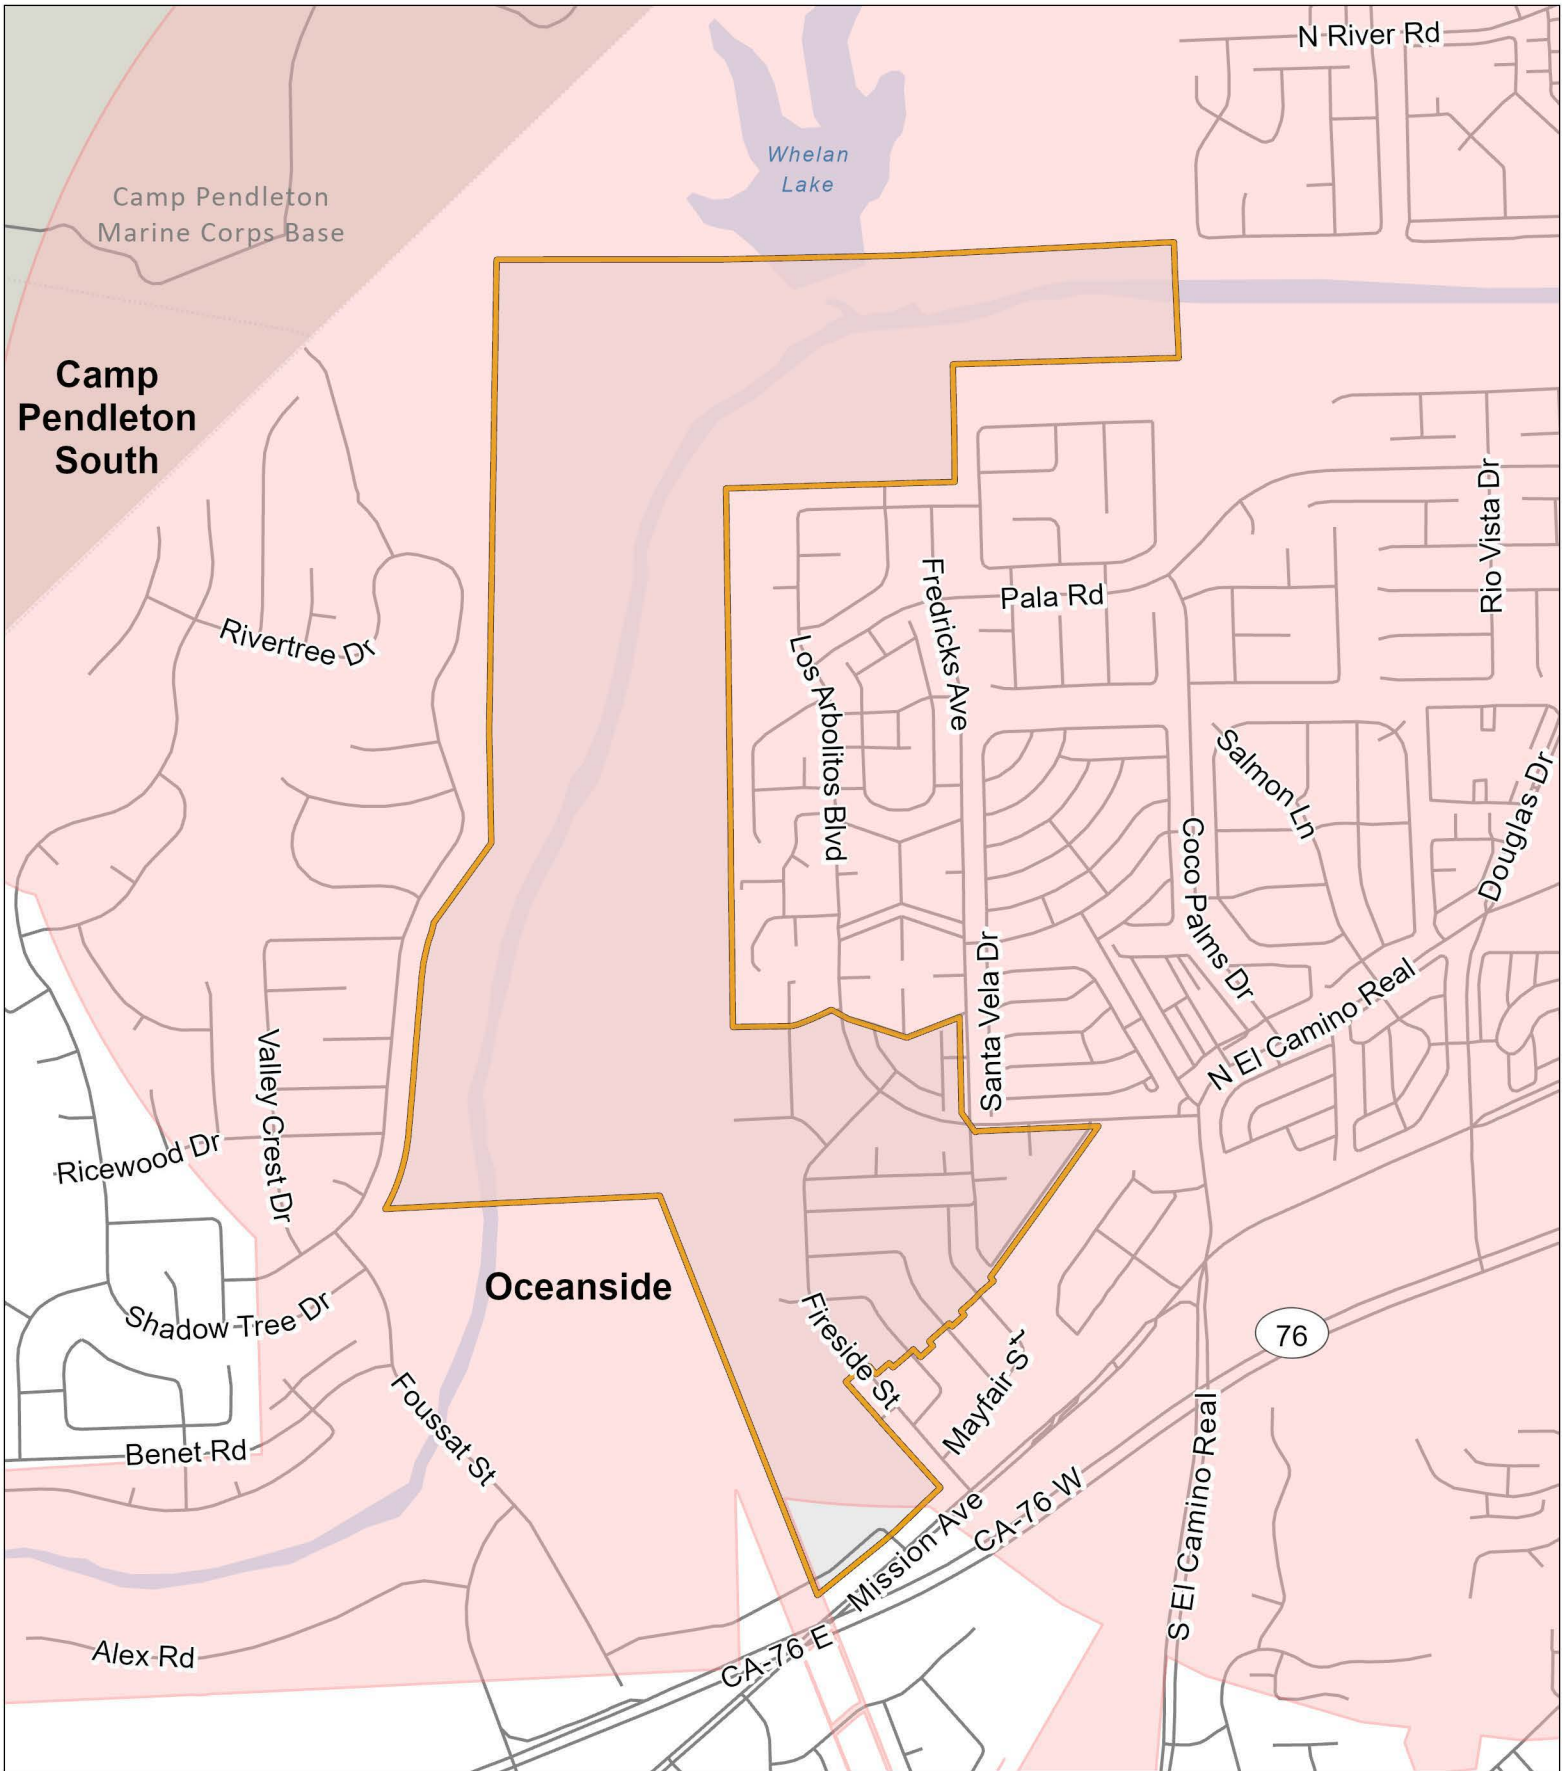 N River Rd
Whelan
Lake
Camp Pendleton
Marine Corps Base
Camp
Pendleton
South
Rio Vista Dr
Fredricks Ave
Pala Rd
Rivertree Dr
Los Arbolitos Blvd
Salmon Ln
Douglas Dr
Coco Palms Dr
Santa Vela Dr
N El Camino Real
Valley Crest Dr
Ricewood Dr
Oceanside
Shadow Tree Dr
Fireside St
76
Mayfair St
Foussat St
Benet Rd
S El Camino Real
CA-76 W
Mission Ave
CA-76 E
Alex Rd